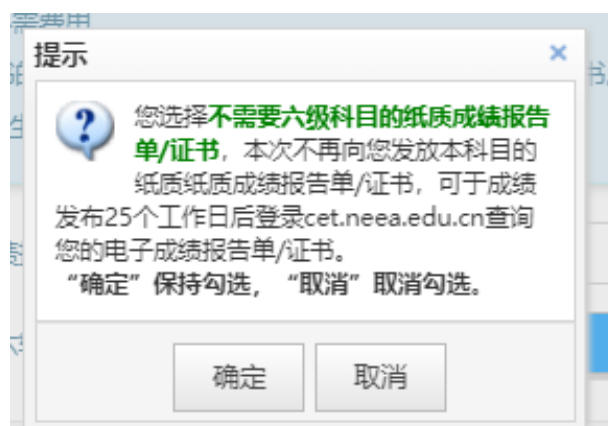 需费用
提示
您选择不需要六级科目的纸质成绩报告
单/证书，本次不再向您发放本科目的
纸质纸质成绩报告单/证书，可于成绩
发布25个工作日后登录cet.neea.edu.cn查询
您的电子成绩报告单/证书。
“确定”保持勾选，“取消”取消勾选。
确定
取消